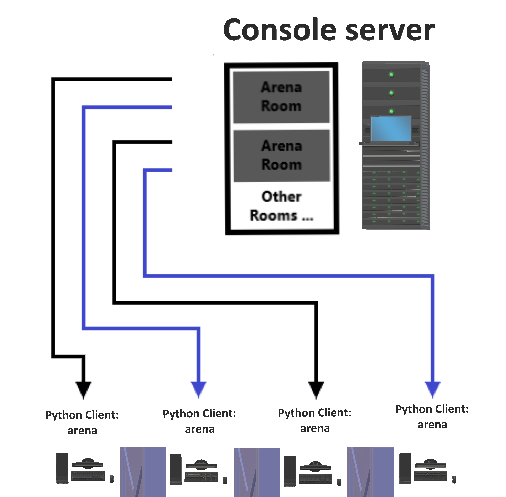 Console server
Arena
Room
Arena
Room
Other
Rooms ...
Python Client:
arena
Python Client:
arena
Python Client:
arena
Python Client:
arena